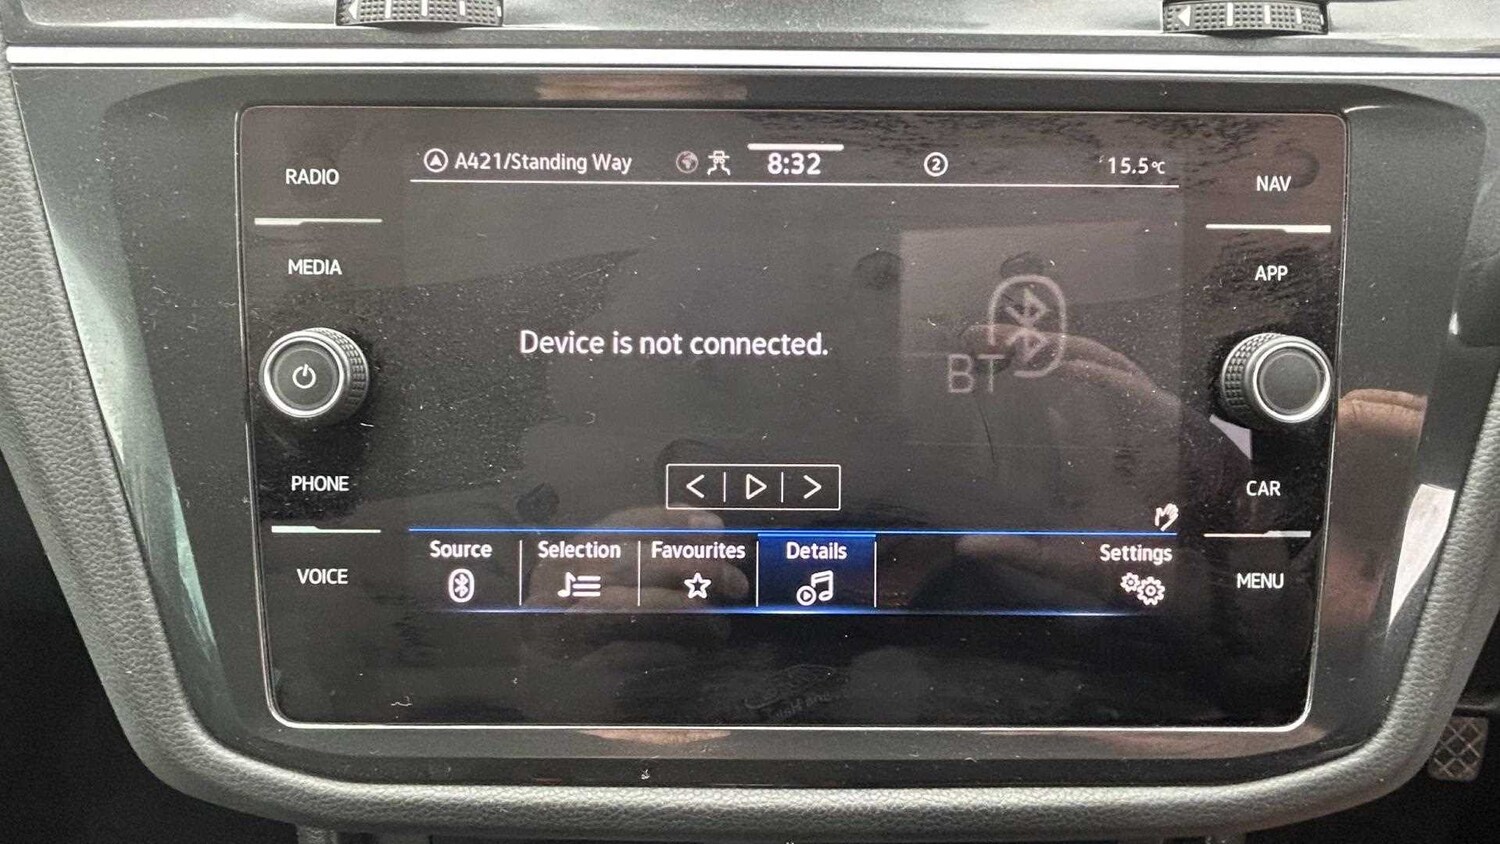 A421/Standing Way 8:32 2 15.5°C
RADIO
NAV
MEDIA
APP
Device is not connected.
BT
PHONE
CAR
Source Selection Favourites Details Settings
VOICE
MENU